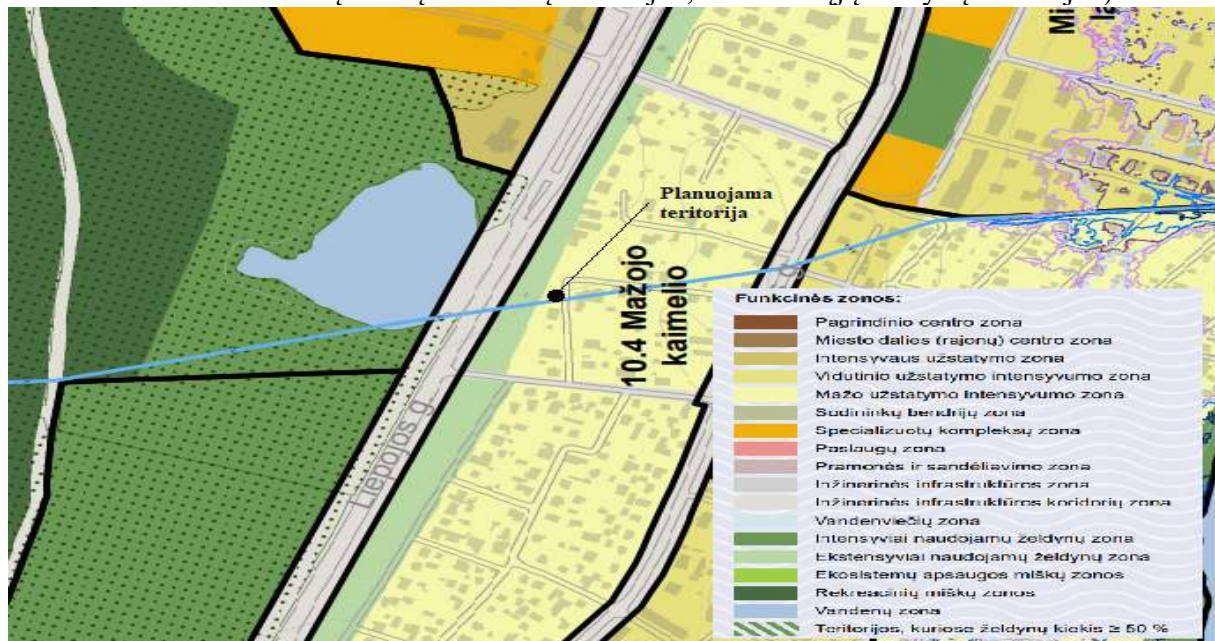 Planuojama
teritorija
10.4 Mažojo
kaimelio
Liepojos g.
g.
Mi
Funkcinės zonos:
Pagrindinio centro zona
Miesto dalies (rajonų) centro zona
Intensyvaus užstatymo zona
Vidutinio užstatymo intensyvumo zona
Mažo užstatymo intensyvumo zona
Sodininkų bendrijų zona
Specializuotų kompleksų zona
Paslaugų zona
Pramonės ir sandėliavimo zona
Inžinerinės infrastruktūros zona
Inžinerinės infrastruktūros koridorių zona
Vandenviečių zona
Intensyviai naudojamų želdynų zona
Ekstensyviai naudojamų želdynų zona
Ekosistemų apsaugos miškų zonos
Rekreacinių miškų zonos
Vandenų zona
Teritorijos, kuriose želdynų kiekis ≥ 50 %